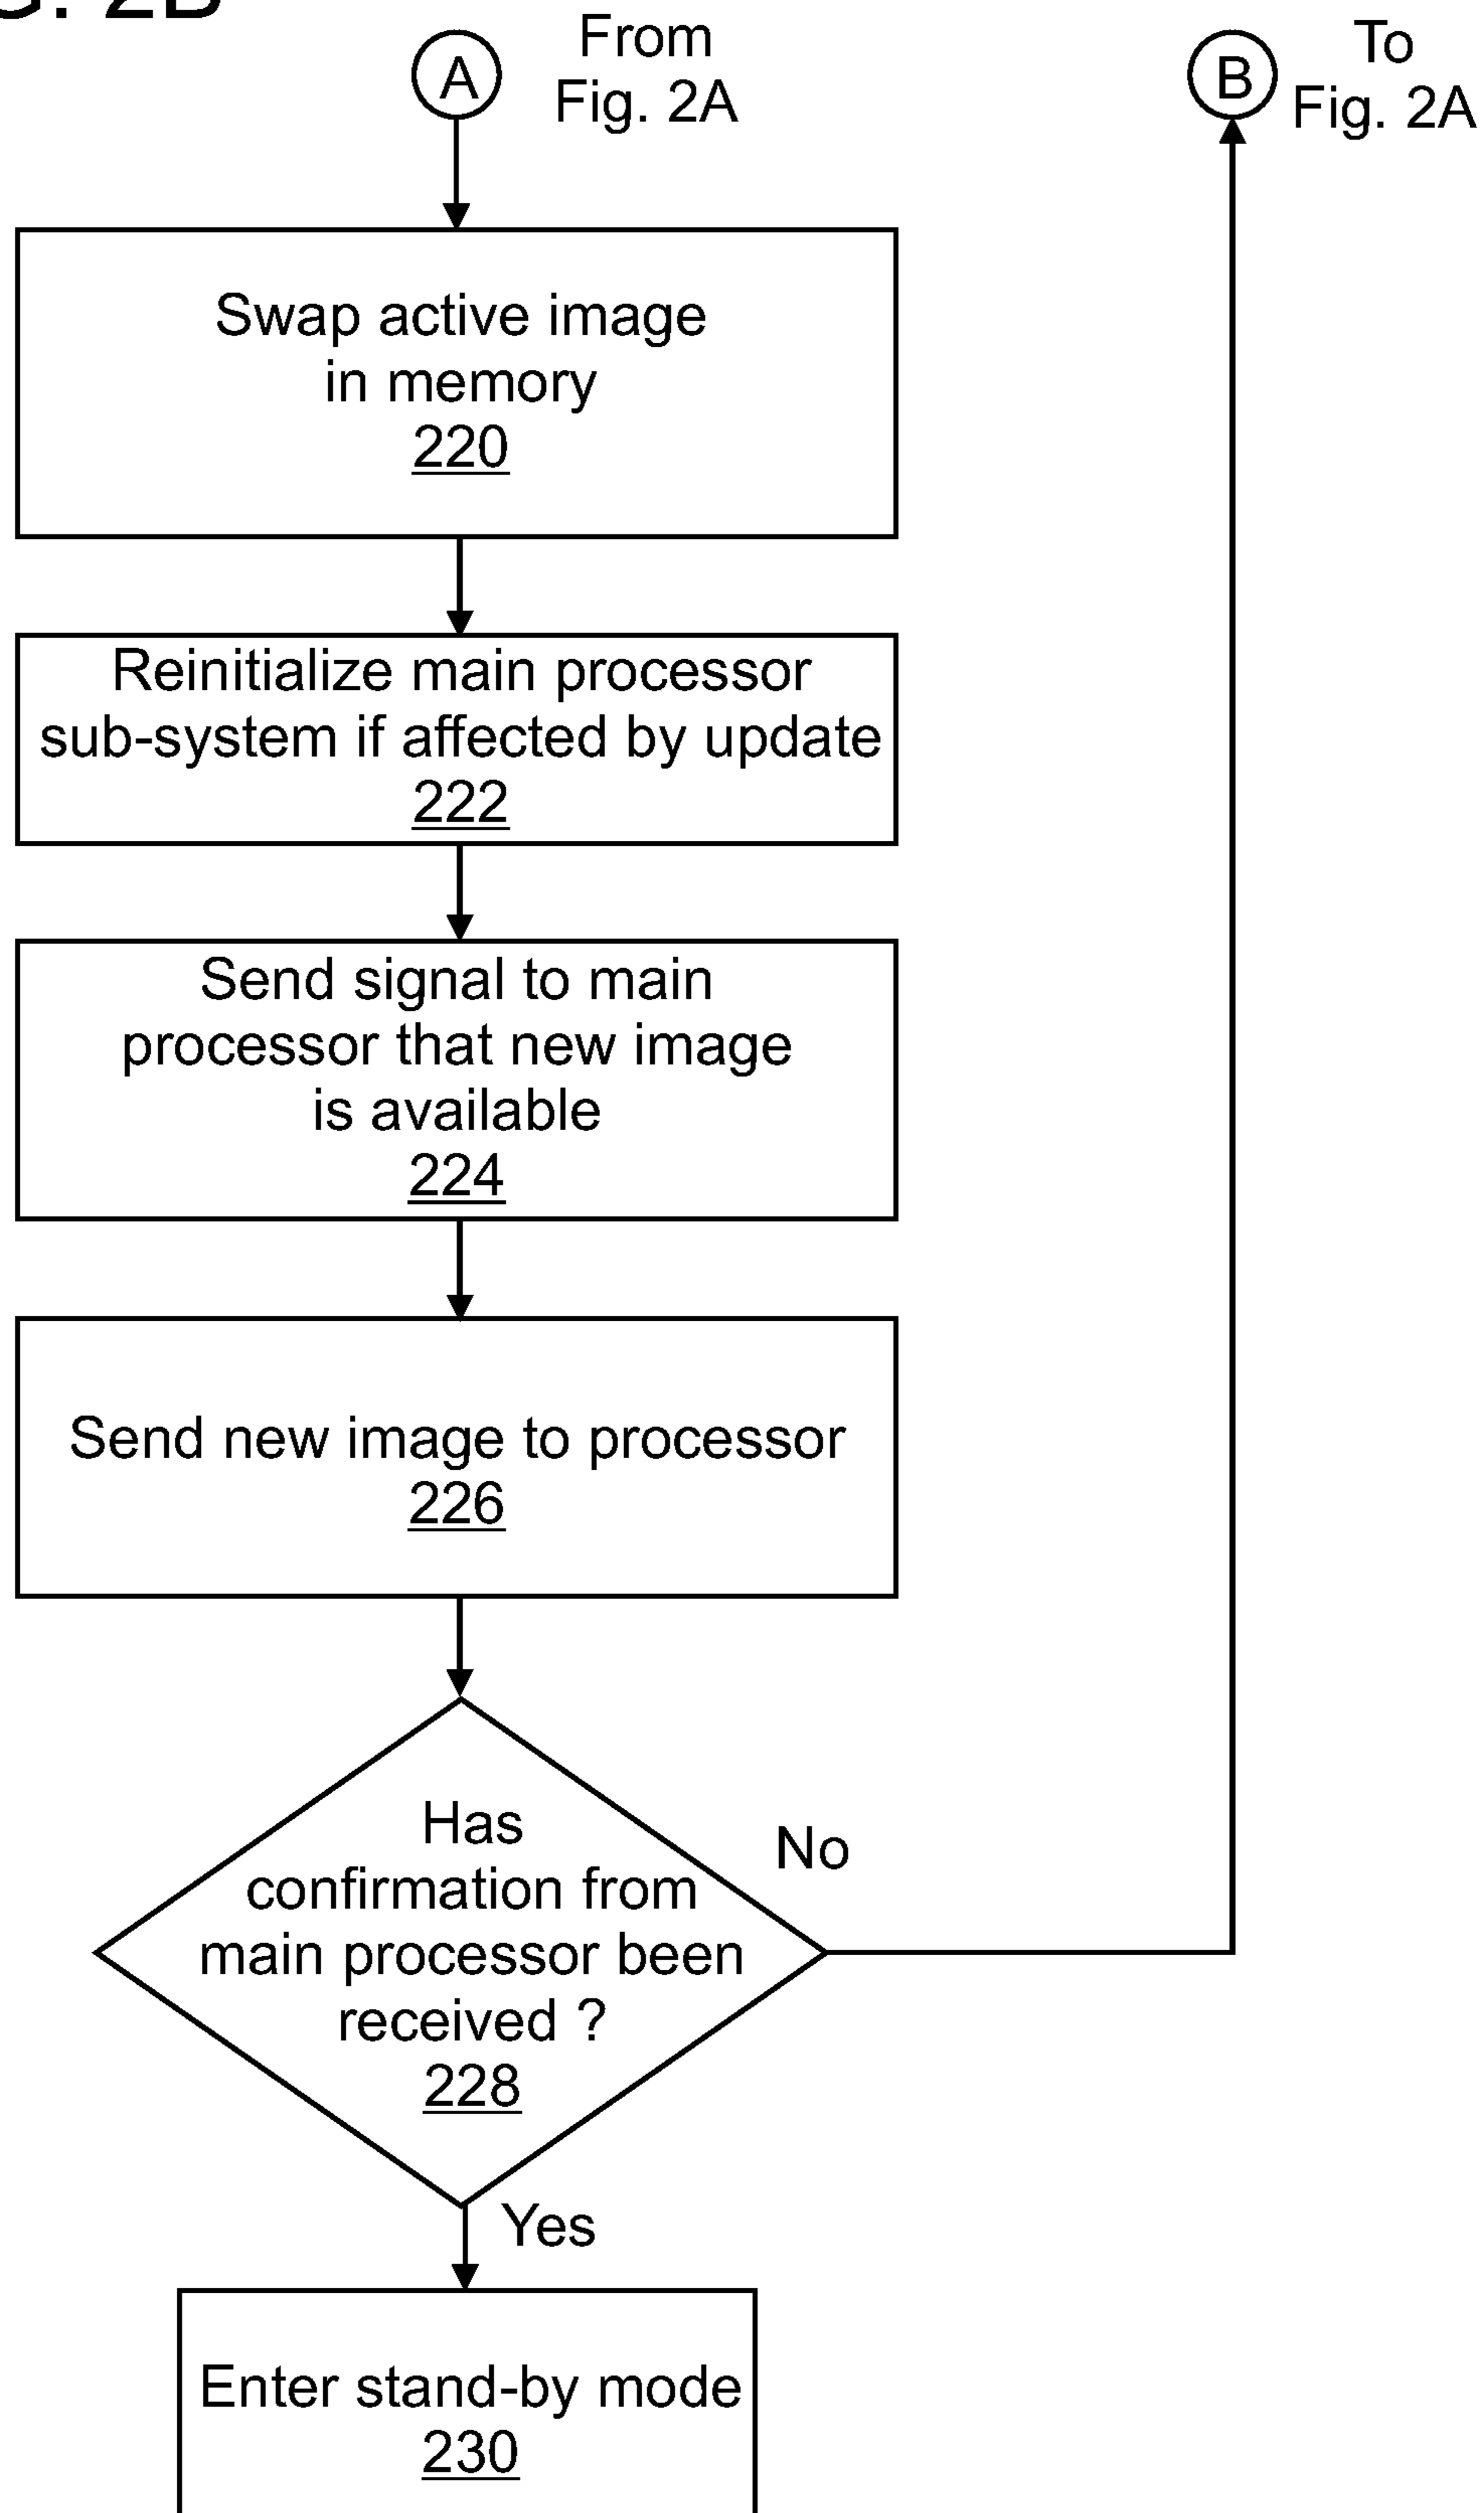 2B
A
From
Fig. 2A
B
To
Fig. 2A
Swap active image
in memory
220
Reinitialize main processor
sub-system if affected by update
222
Send signal to main
processor that new image
is available
224
Send new image to processor
226
Has
confirmation from
main processor been
received ?
228
No
Yes
Enter stand-by mode
230